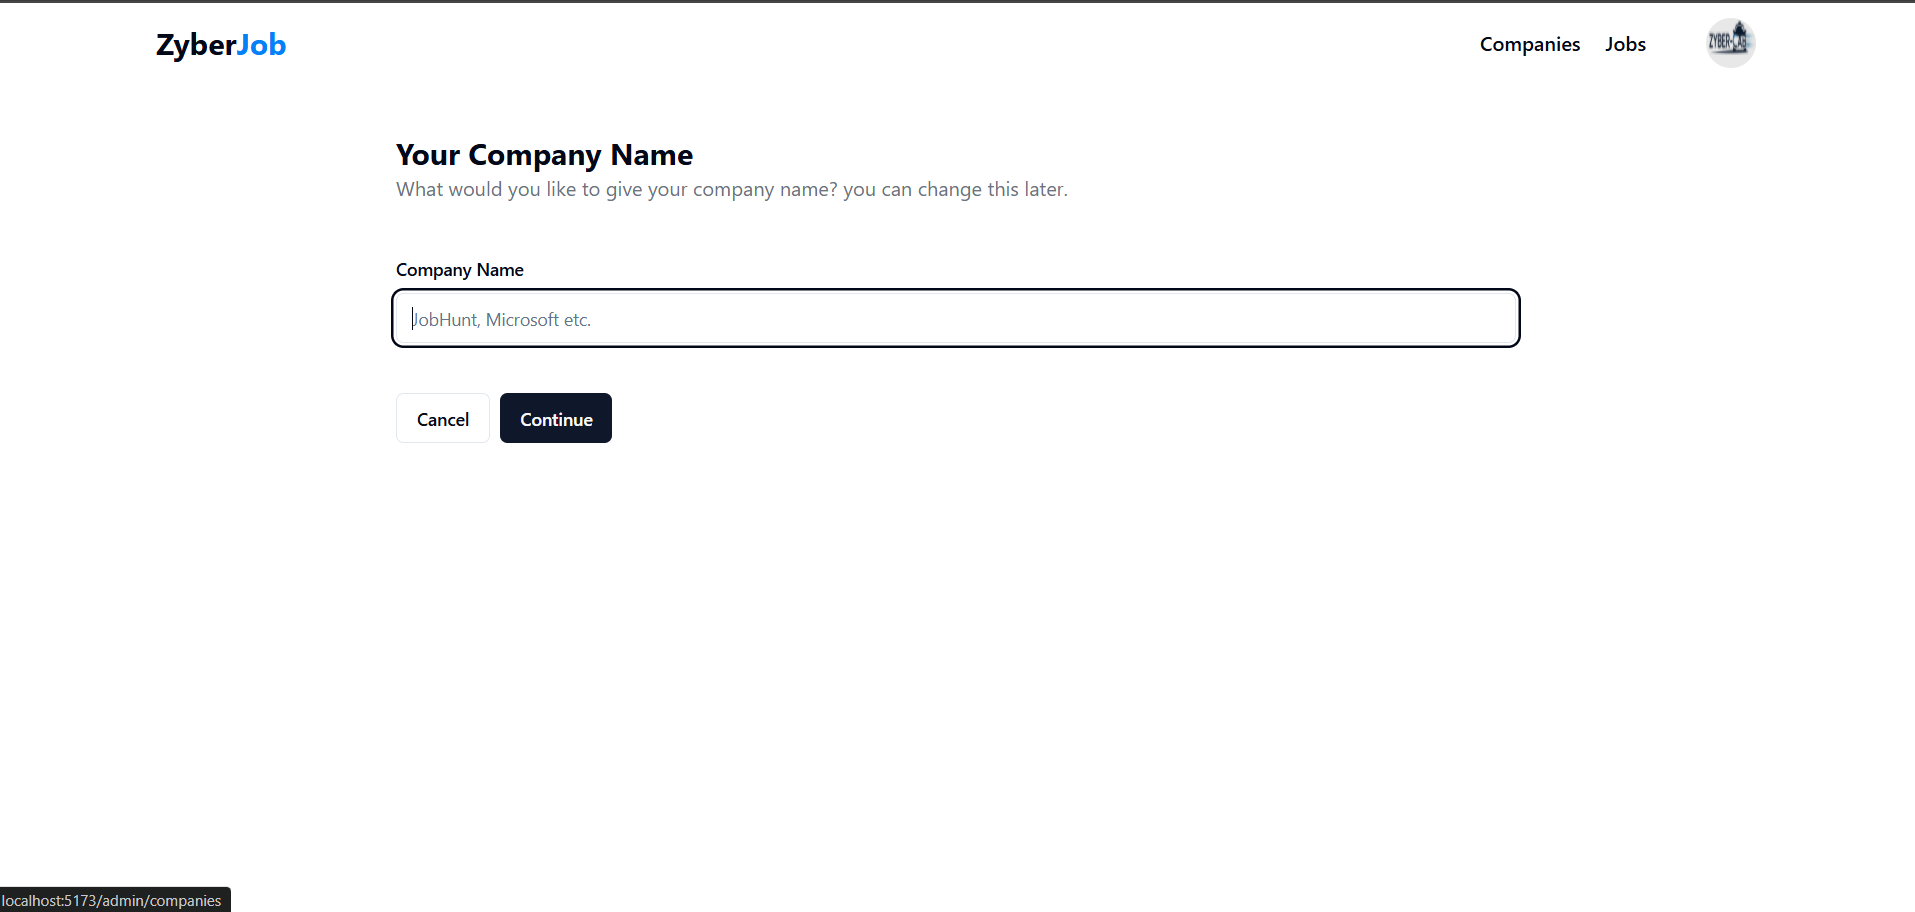 ZyberJob
Companies Jobs
ZYBER-LAB
Your Company Name
What would you like to give your company name? you can change this later.
Company Name
JobHunt, Microsoft etc.
Cancel Continue
localhost:5173/admin/companies